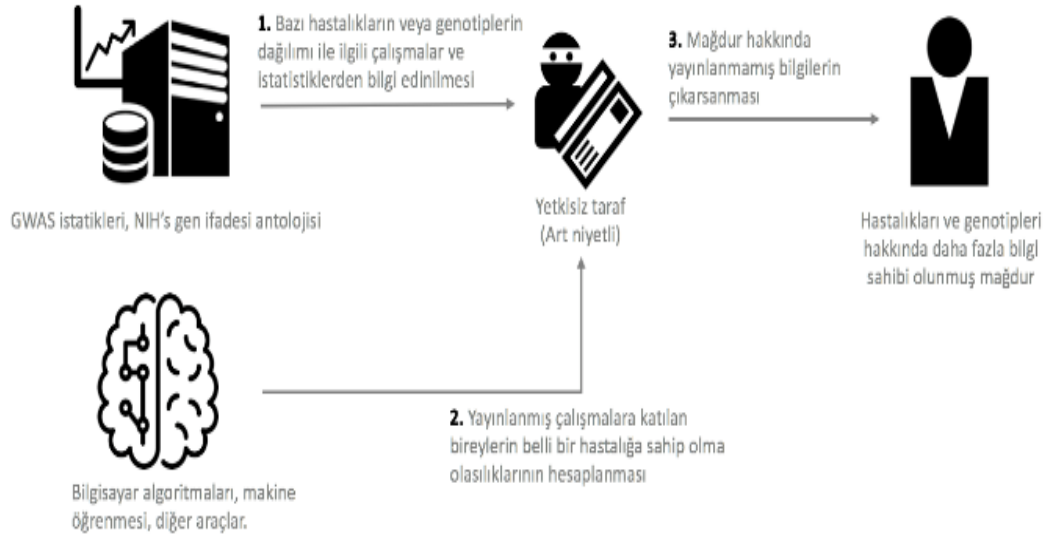 1. Bazı hastalıkların veya genotiplerin
dağılımı ile ilgili çalışmalar ve
istatistiklerden bilgi edinilmesi
3. Mağdur hakkında
yayınlanmamış bilgilerin
çıkarsanması
GWAS istatikleri, NIH's gen ifadesi antolojisi
Yetkisiz taraf
(Art niyetli)
Hastalıkları ve genotipleri
hakkında daha fazla bilgi
sahibi olunmuş mağdur
2. Yayınlanmış çalışmalara katılan
bireylerin belli bir hastalığa sahip olma
olasılıklarının hesaplanması
Bilgisayar algoritmaları, makine
öğrenmesi, diğer araçlar.